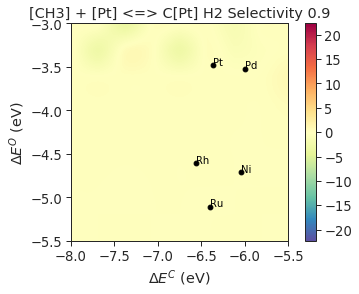 [CH3] + [Pt] <=> C[Pt] H2 Selectivity 0.9
−3.0
−3.5
−4.0
−4.5
−5.0
−5.5
ΔE^O (eV)
Pt
Pd
Rh
Ni
Ru
−8.0 −7.5 −7.0 −6.5 −6.0 −5.5
ΔE^C (eV)
20
15
10
5
0
−5
−10
−15
−20